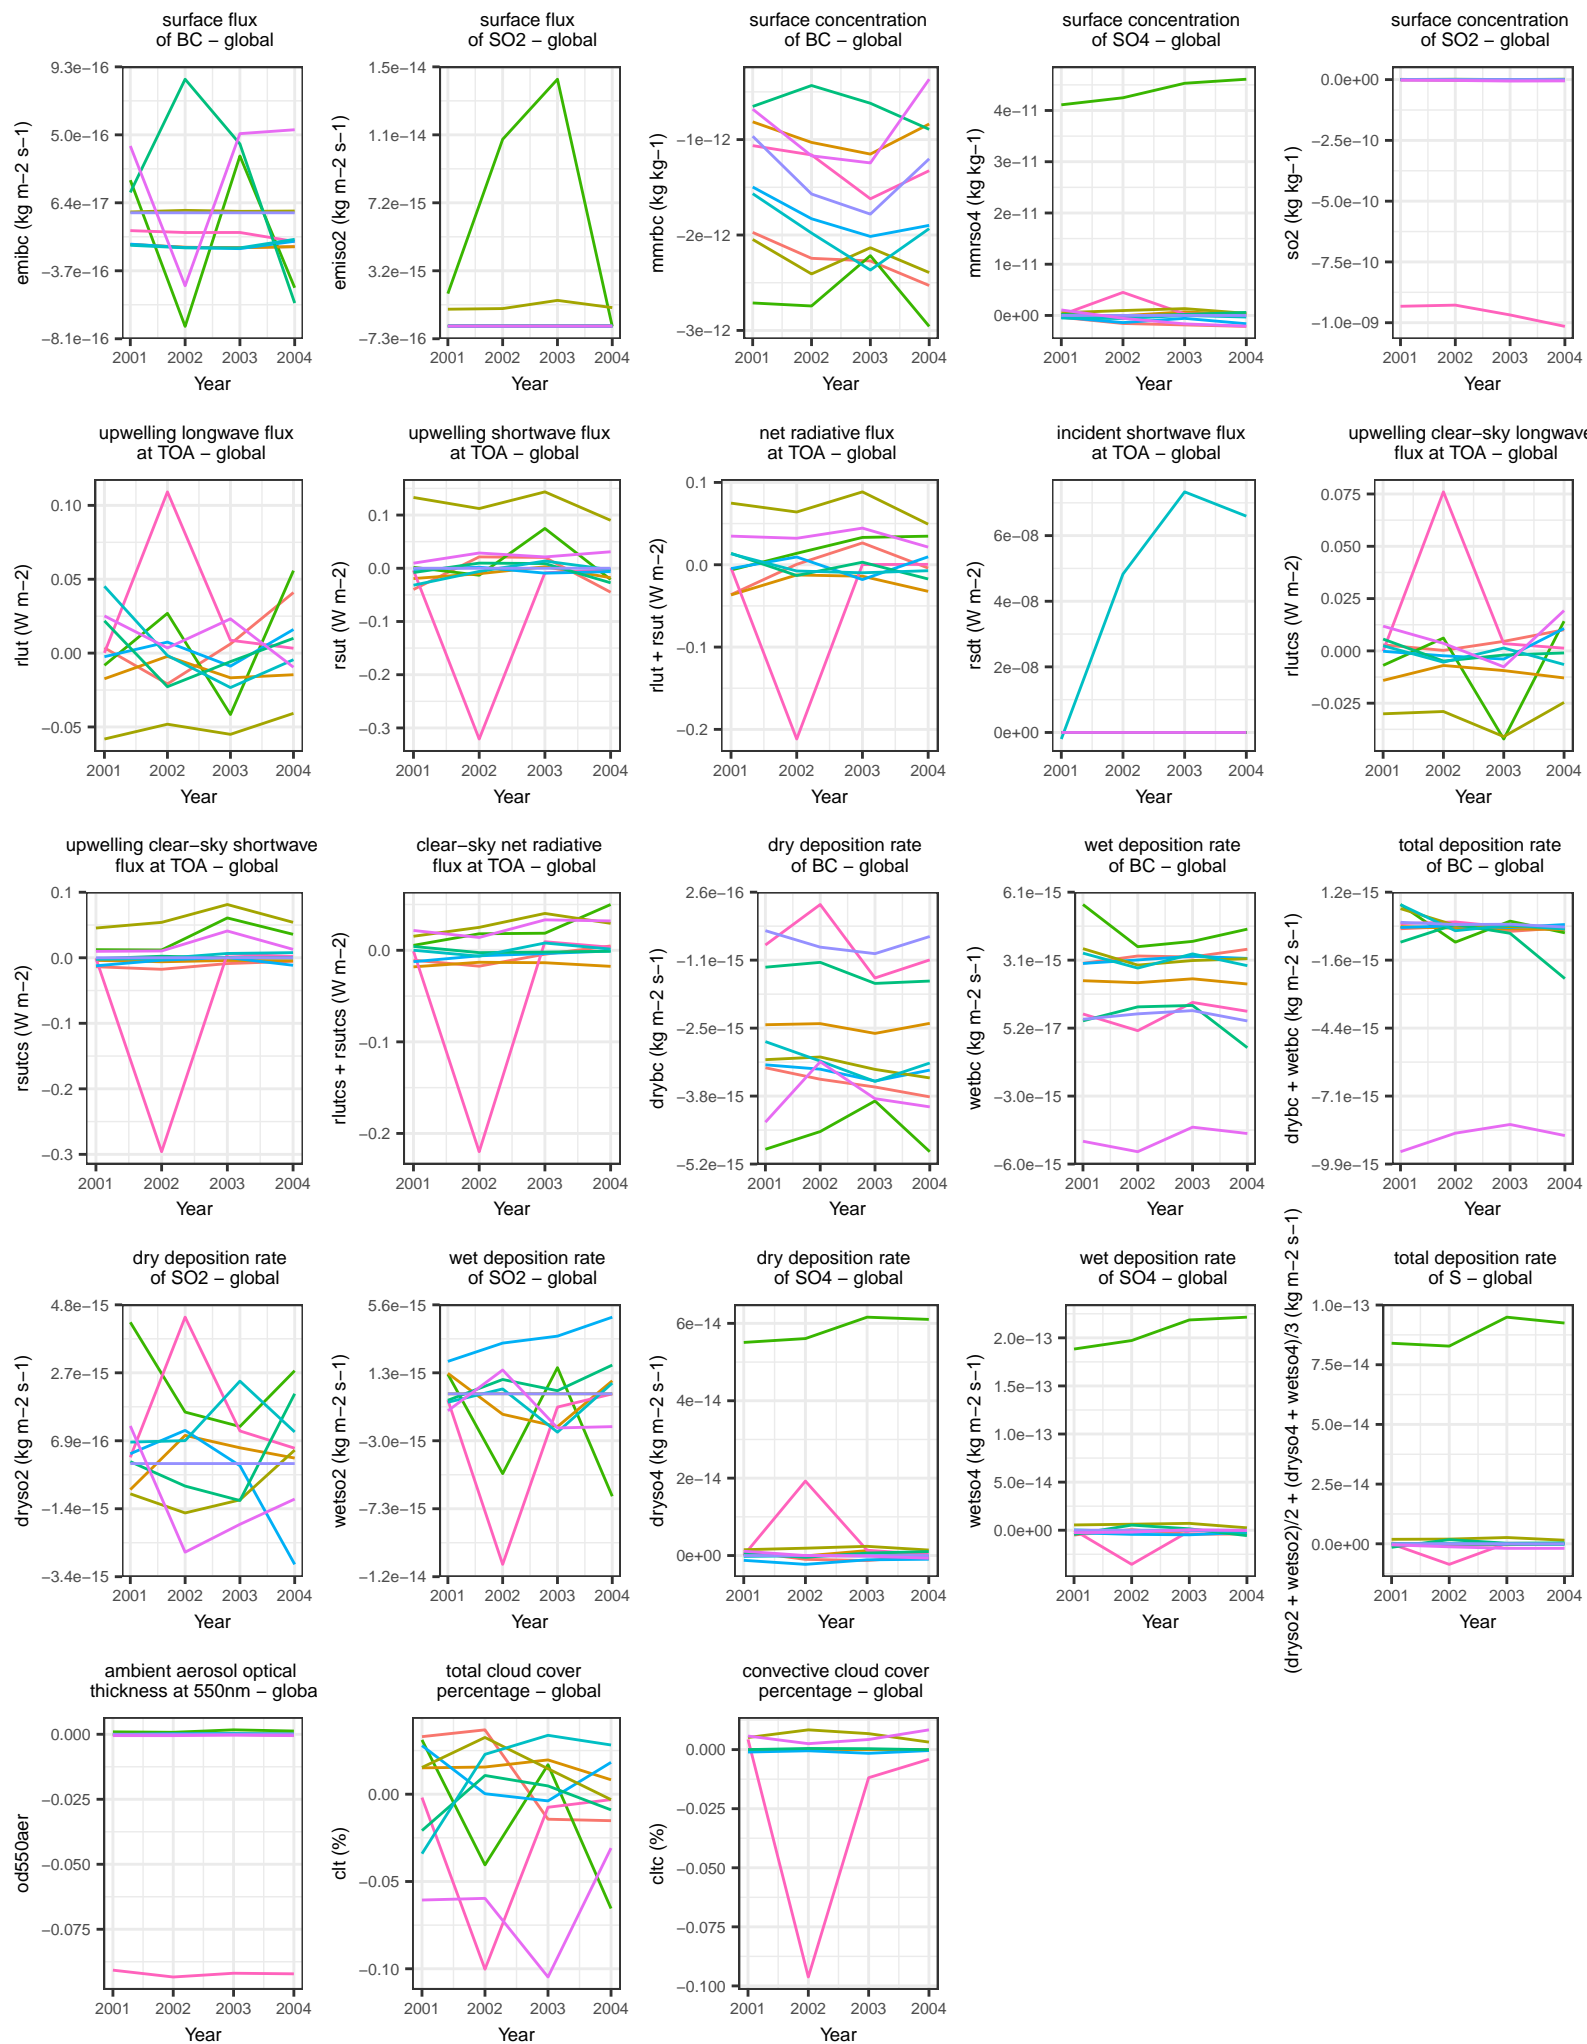 surface flux
of BC − global
emibc (kg m−2 s−1)
9.3e−16
5.0e−16
6.4e−17
−3.7e−16
−8.1e−16
2001 2002 2003 2004
Year
surface flux
of SO2 − global
emiso2 (kg m−2 s−1)
1.5e−14
1.1e−14
7.2e−15
3.2e−15
−7.3e−16
2001 2002 2003 2004
Year
surface concentration
of BC − global
mmrbc (kg kg−1)
−1e−12
−2e−12
−3e−12
2001 2002 2003 2004
Year
surface concentration
of SO4 − global
mmrso4 (kg kg−1)
4e−11
3e−11
2e−11
1e−11
0e+00
2001 2002 2003 2004
Year
surface concentration
of SO2 − global
so2 (kg kg−1)
0.0e+00
−2.5e−10
−5.0e−10
−7.5e−10
−1.0e−09
2001 2002 2003 2004
Year
upwelling longwave flux
at TOA − global
rlut (W m−2)
0.10
0.05
0.00
−0.05
2001 2002 2003 2004
Year
upwelling shortwave flux
at TOA − global
rsut (W m−2)
0.1
0.0
−0.1
−0.2
−0.3
2001 2002 2003 2004
Year
net radiative flux
at TOA − global
rlut + rsut (W m−2)
0.1
0.0
−0.1
−0.2
2001 2002 2003 2004
Year
incident shortwave flux
at TOA − global
rsdt (W m−2)
6e−08
4e−08
2e−08
0e+00
2001 2002 2003 2004
Year
upwelling clear−sky longwave
flux at TOA − global
rlutcs (W m−2)
0.075
0.050
0.025
0.000
−0.025
2001 2002 2003 2004
Year
upwelling clear−sky shortwave
flux at TOA − global
rsutcs (W m−2)
0.1
0.0
−0.1
−0.2
−0.3
2001 2002 2003 2004
Year
clear−sky net radiative
flux at TOA − global
rlutcs + rsutcs (W m−2)
0.0
−0.1
−0.2
2001 2002 2003 2004
Year
dry deposition rate
of BC − global
drybc (kg m−2 s−1)
2.6e−16
−1.1e−15
−2.5e−15
−3.8e−15
−5.2e−15
2001 2002 2003 2004
Year
wet deposition rate
of BC − global
wetbc (kg m−2 s−1)
6.1e−15
3.1e−15
5.2e−17
−3.0e−15
−6.0e−15
2001 2002 2003 2004
Year
total deposition rate
of BC − global
drybc + wetbc (kg m−2 s−1)
1.2e−15
−1.6e−15
−4.4e−15
−7.1e−15
−9.9e−15
2001 2002 2003 2004
Year
dry deposition rate
of SO2 − global
dryso2 (kg m−2 s−1)
4.8e−15
2.7e−15
6.9e−16
−1.4e−15
−3.4e−15
2001 2002 2003 2004
Year
wet deposition rate
of SO2 − global
wetso2 (kg m−2 s−1)
5.6e−15
1.3e−15
−3.0e−15
−7.3e−15
−1.2e−14
2001 2002 2003 2004
Year
dry deposition rate
of SO4 − global
dryso4 (kg m−2 s−1)
6e−14
4e−14
2e−14
0e+00
2001 2002 2003 2004
Year
wet deposition rate
of SO4 − global
wetso4 (kg m−2 s−1)
2.0e−13
1.5e−13
1.0e−13
5.0e−14
0.0e+00
2001 2002 2003 2004
Year
total deposition rate
of S − global
(dryso2 + wetso2)/2 + (dryso4 + wetso4)/3 (kg m−2 s−1)
1.0e−13
7.5e−14
5.0e−14
2.5e−14
0.0e+00
2001 2002 2003 2004
Year
ambient aerosol optical
thickness at 550nm − globa
od550aer
0.000
−0.025
−0.050
−0.075
2001 2002 2003 2004
Year
total cloud cover
percentage − global
clt (%)
0.00
−0.05
−0.10
2001 2002 2003 2004
Year
convective cloud cover
percentage − global
cltc (%)
0.000
−0.025
−0.050
−0.075
−0.100
2001 2002 2003 2004
Year